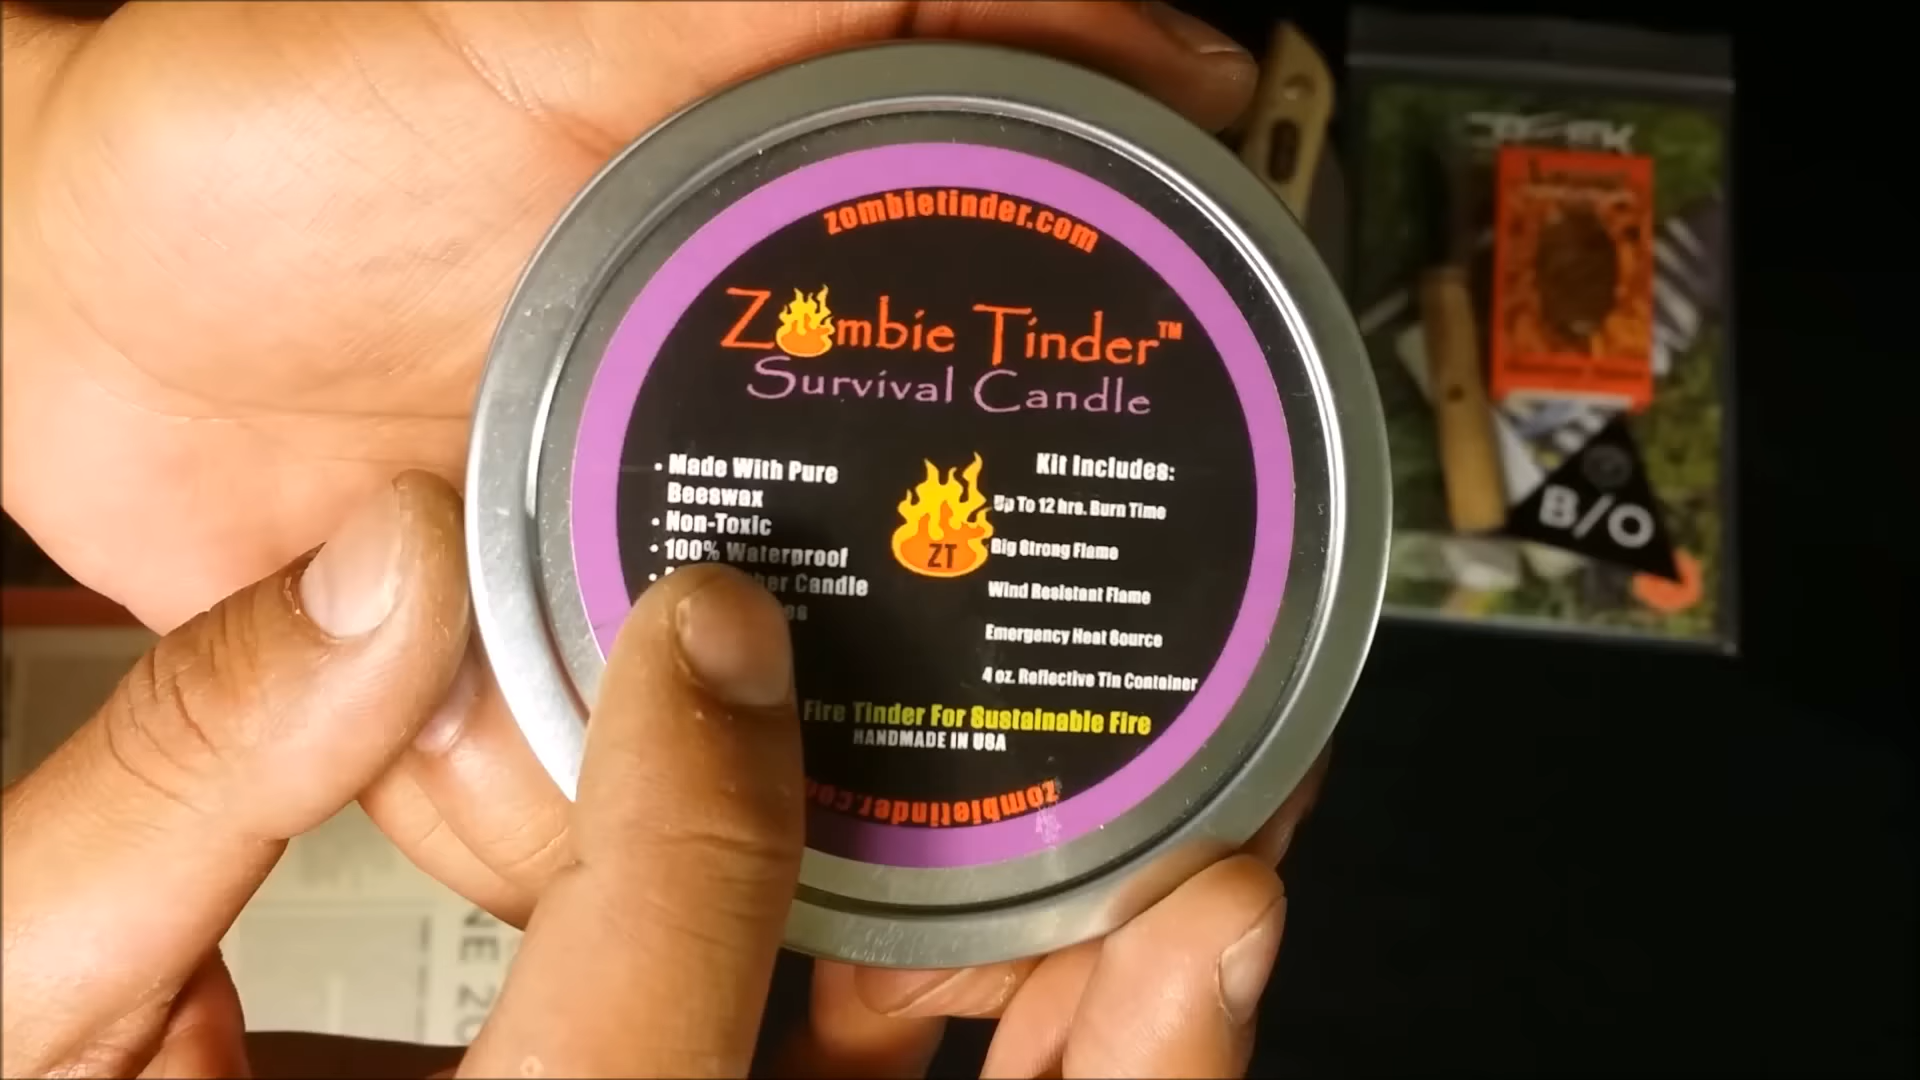 zombietinder.com
Zombie Tinder™
Survival Candle
• Made With Pure
Beeswax
• Non-Toxic
• 100% Waterproof
Candle
ZT
Kit Includes:
Up To 12 hrs. Burn Time
Big Strong Flame
Wind Resistant Flame
Emergency Heat Source
4 oz. Reflective Tin Container
Fire Tinder For Sustainable Fire
HANDMADE IN USA
zombietinder.com
B/O
NE 20